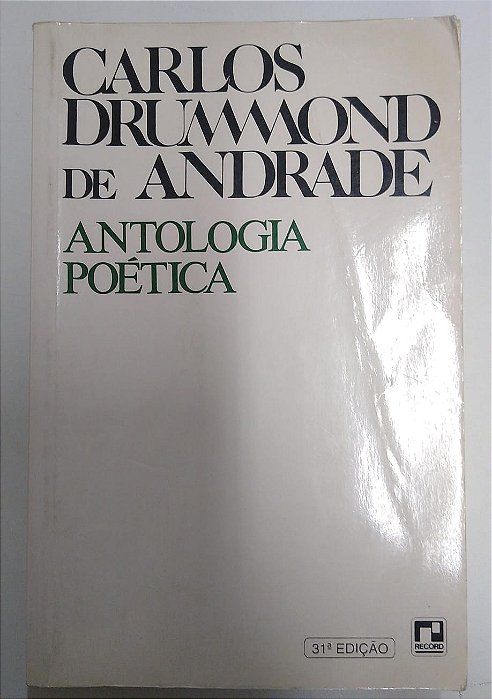 CARLOS
DRUMMOND
DE ANDRADE
ANTOLOGIA
POÉTICA
31ª EDIÇÃO
RECORD